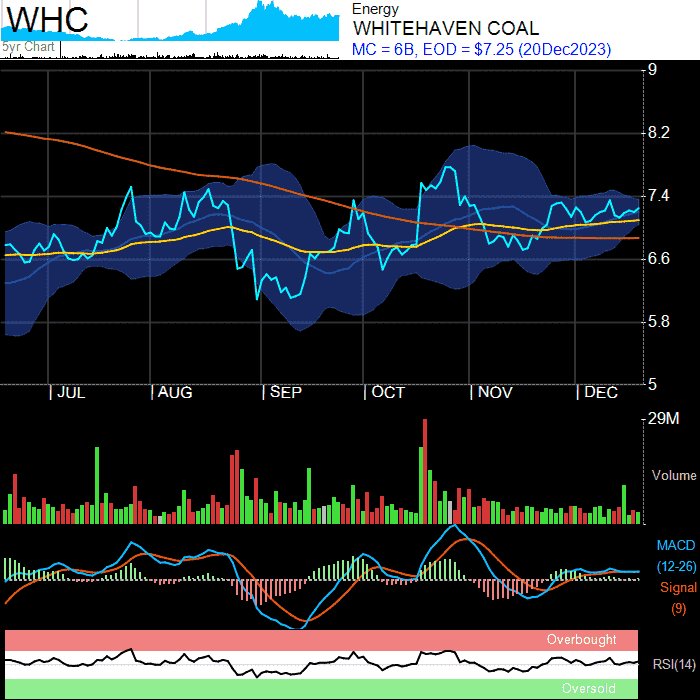 WHC
5yr Chart
Energy
WHITEHAVEN COAL
MC = 6B, EOD = $7.25 (20Dec2023)
9
8.2
7.4
6.6
5.8
5
| JUL | AUG | SEP | OCT | NOV | DEC
29M
Volume
MACD
(12-26)
Signal
(9)
Overbought
RSI(14)
Oversold